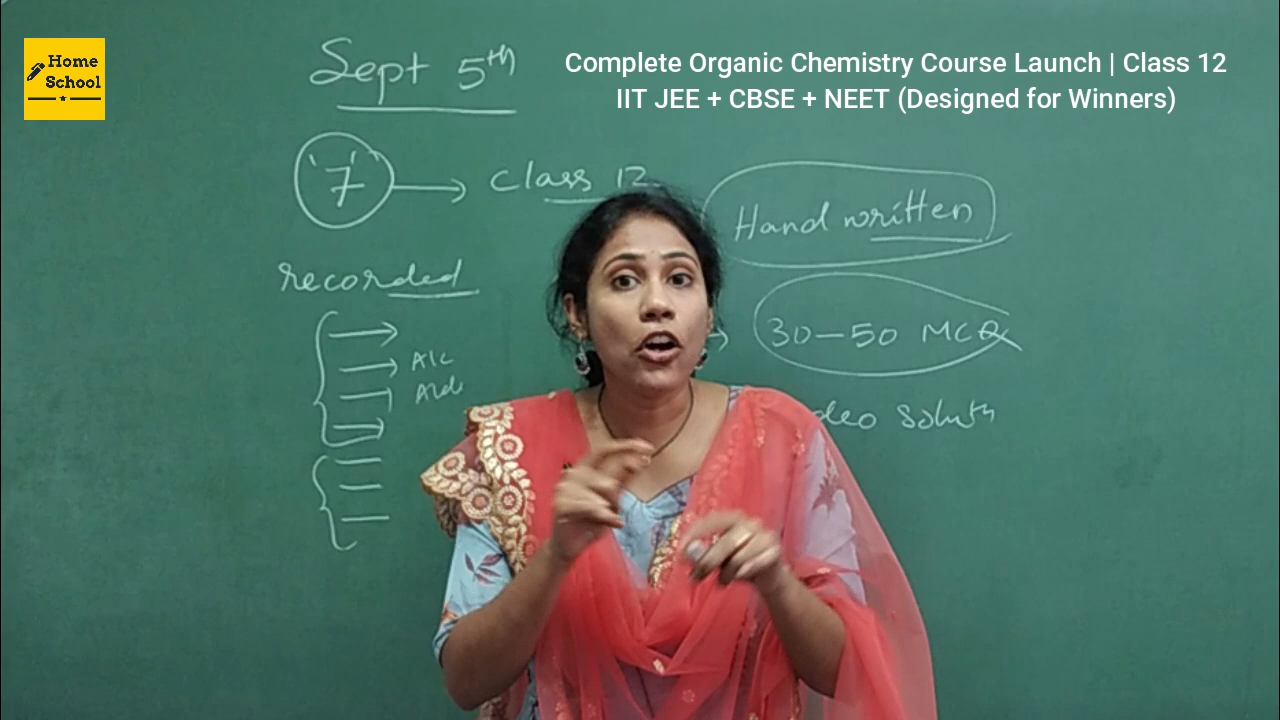 Home
School
Complete Organic Chemistry Course Launch | Class 12
IIT JEE + CBSE + NEET (Designed for Winners)
Sept 5th
'7' → Class 12
Hand written
recorded
30-50 MCQ
Alc
Ald